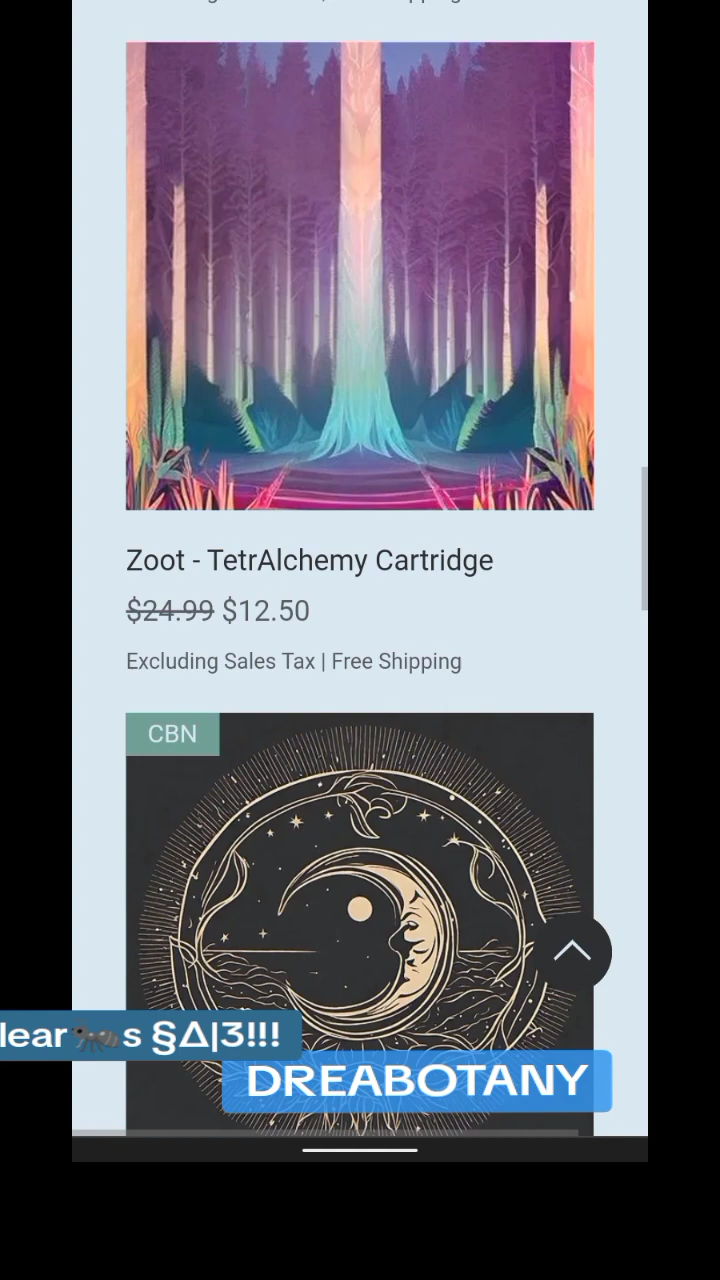 Zoot - TetrAlchemy Cartridge
$24.99 $12.50
Excluding Sales Tax | Free Shipping
CBN
lear🐜s §∆|3!!!
DREABOTANY